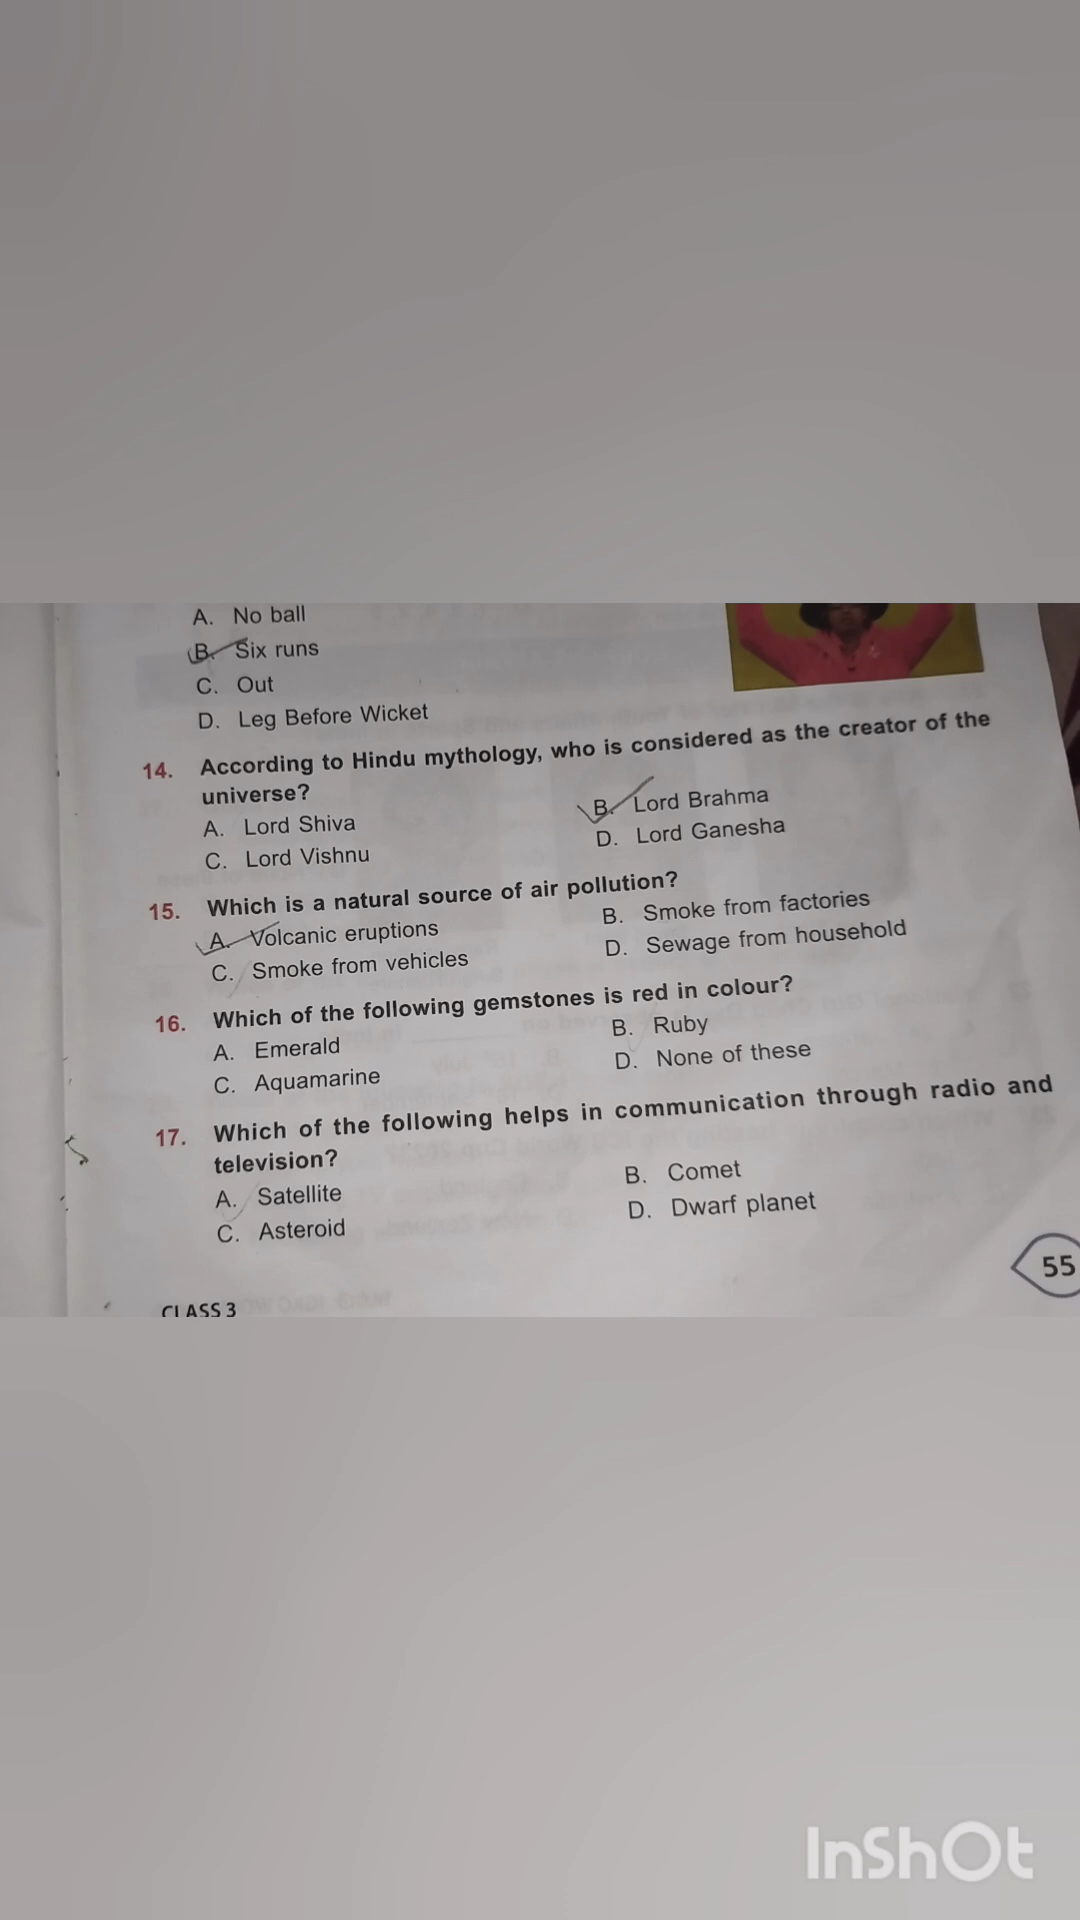 A. No ball
B. Six runs
C. Out
D. Leg Before Wicket
14. According to Hindu mythology, who is considered as the creator of the
universe?
A. Lord Shiva B. Lord Brahma
C. Lord Vishnu D. Lord Ganesha
15. Which is a natural source of air pollution?
A. Volcanic eruptions B. Smoke from factories
C. Smoke from vehicles D. Sewage from household
16. Which of the following gemstones is red in colour?
A. Emerald B. Ruby
C. Aquamarine D. None of these
17. Which of the following helps in communication through radio and
television?
A. Satellite B. Comet
C. Asteroid D. Dwarf planet
55
CLASS 3
InShOt